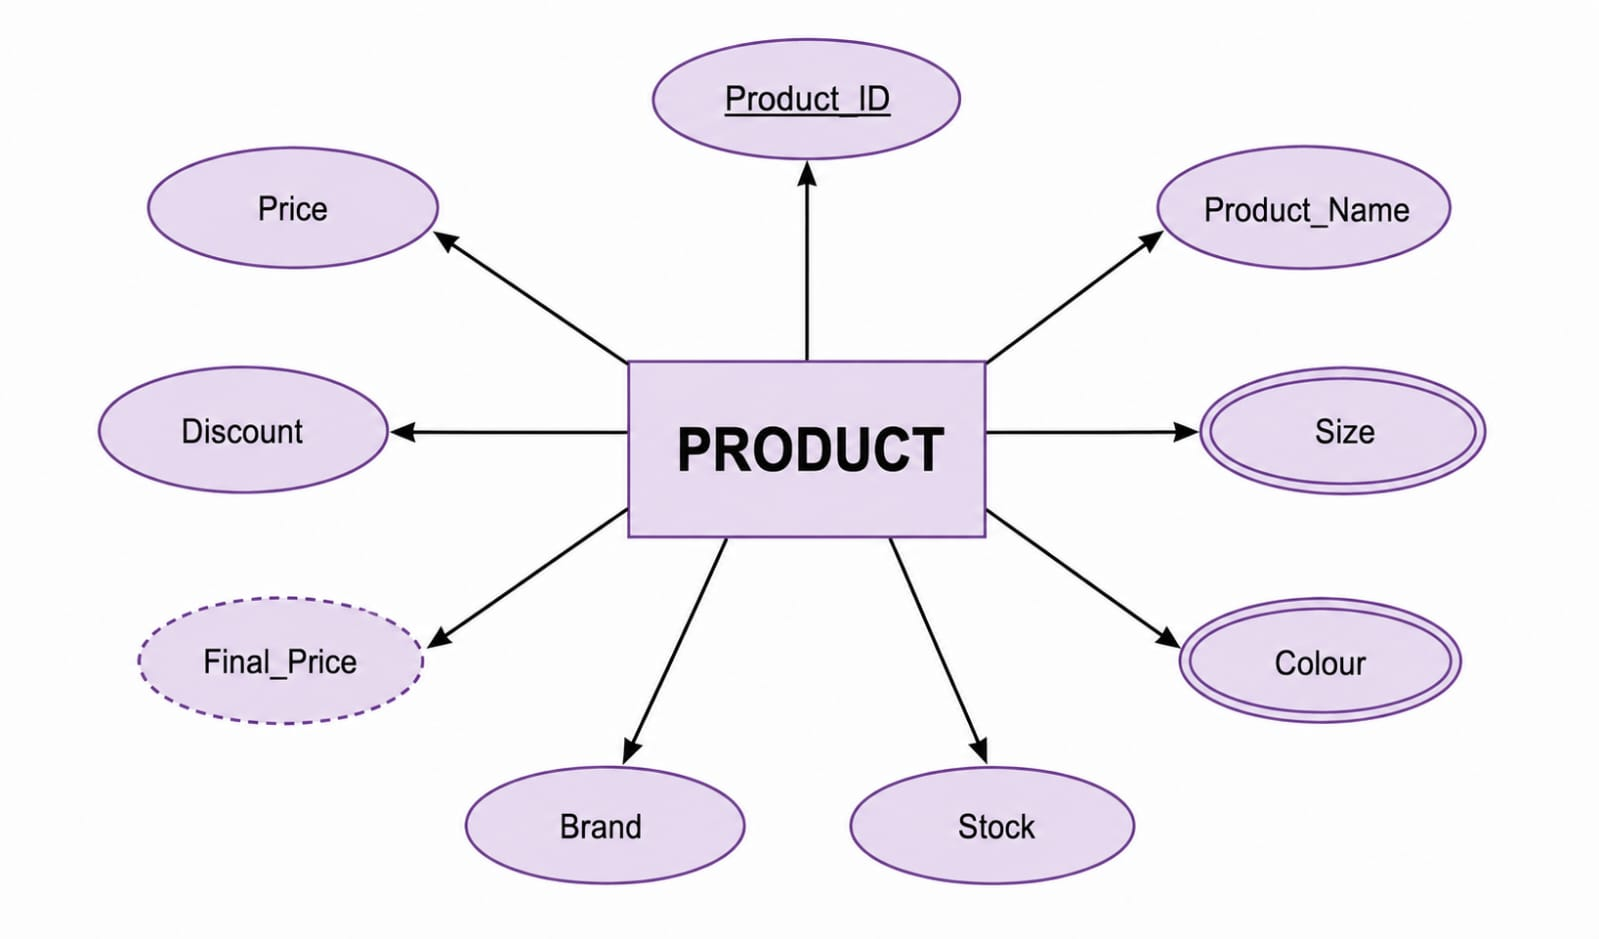 Product_ID
Price
Product_Name
Discount
PRODUCT
Size
Final_Price
Colour
Brand
Stock